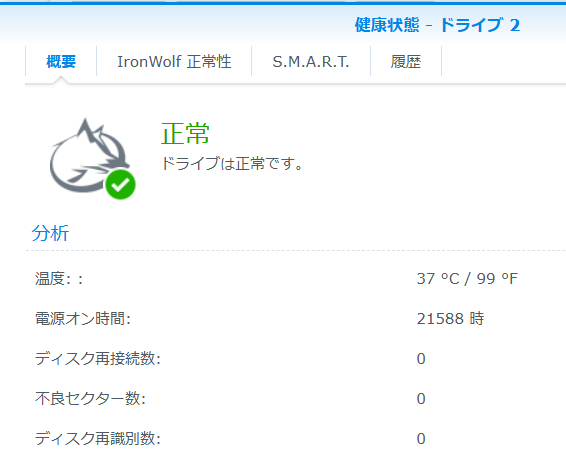 健康状態 - ドライブ 2
概要 IronWolf 正常性 S.M.A.R.T. 履歴
正常
ドライブは正常です。
分析
温度: : 37 °C / 99 °F
電源オン時間: 21588 時
ディスク再接続数: 0
不良セクター数: 0
ディスク再識別数: 0